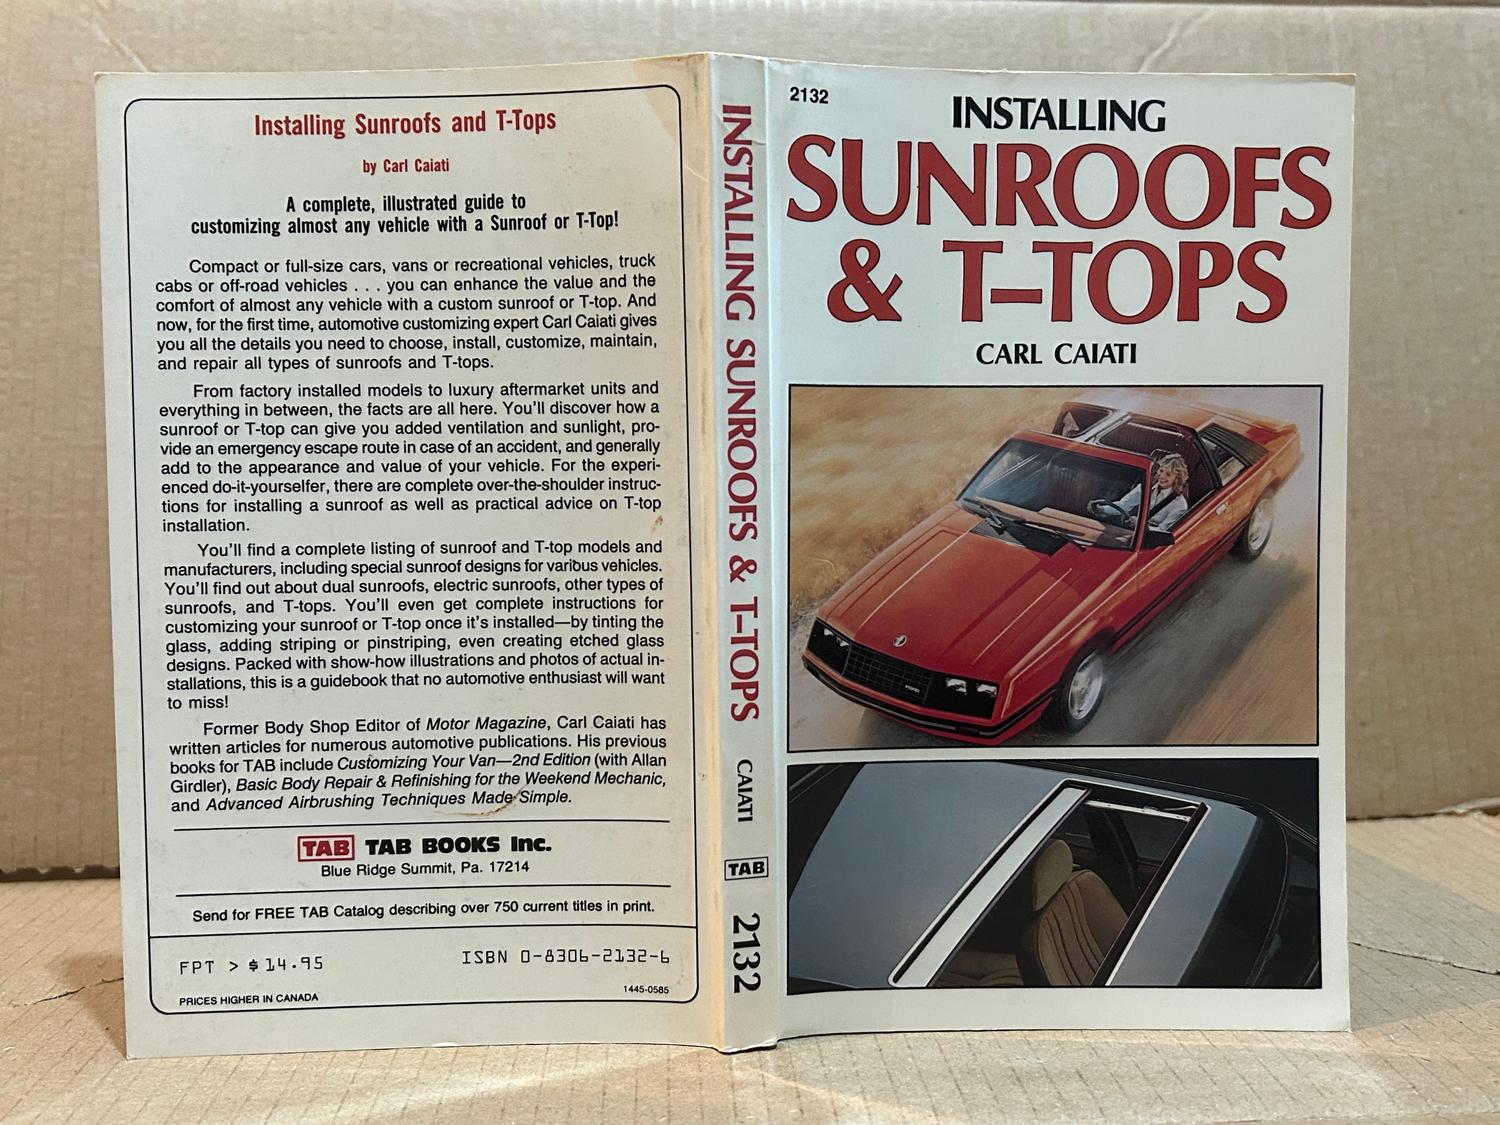 Installing Sunroofs and T-Tops
by Carl Caiati
A complete, illustrated guide to
customizing almost any vehicle with a Sunroof or T-Top!
Compact or full-size cars, vans or recreational vehicles, truck
cabs or off-road vehicles . . . you can enhance the value and the
comfort of almost any vehicle with a custom sunroof or T-top. And
now, for the first time, automotive customizing expert Carl Caiati gives
you all the details you need to choose, install, customize, maintain,
and repair all types of sunroofs and T-tops.
From factory installed models to luxury aftermarket units and
everything in between, the facts are all here. You'll discover how a
sunroof or T-top can give you added ventilation and sunlight, pro-
vide an emergency escape route in case of an accident, and generally
add to the appearance and value of your vehicle. For the experi-
enced do-it-yourselfer, there are complete over-the-shoulder instruc-
tions for installing a sunroof as well as practical advice on T-top
installation.
You'll find a complete listing of sunroof and T-top models and
manufacturers, including special sunroof designs for various vehicles.
You'll find out about dual sunroofs, electric sunroofs, other types of
sunroofs, and T-tops. You'll even get complete instructions for
customizing your sunroof or T-top once it's installed—by tinting the
glass, adding striping or pinstriping, even creating etched glass
designs. Packed with show-how illustrations and photos of actual in-
stallations, this is a guidebook that no automotive enthusiast will want
to miss!
Former Body Shop Editor of Motor Magazine, Carl Caiati has
written articles for numerous automotive publications. His previous
books for TAB include Customizing Your Van—2nd Edition (with Allan
Girdler), Basic Body Repair & Refinishing for the Weekend Mechanic,
and Advanced Airbrushing Techniques Made Simple.
TAB TAB BOOKS Inc.
Blue Ridge Summit, Pa. 17214
Send for FREE TAB Catalog describing over 750 current titles in print.
FPT > $14.95
ISBN 0-8306-2132-6
PRICES HIGHER IN CANADA
1445-0585
INSTALLING SUNROOFS & T-TOPS
CAIATI
TAB
2132
2132
INSTALLING
SUNROOFS
& T-TOPS
CARL CAIATI
FORD